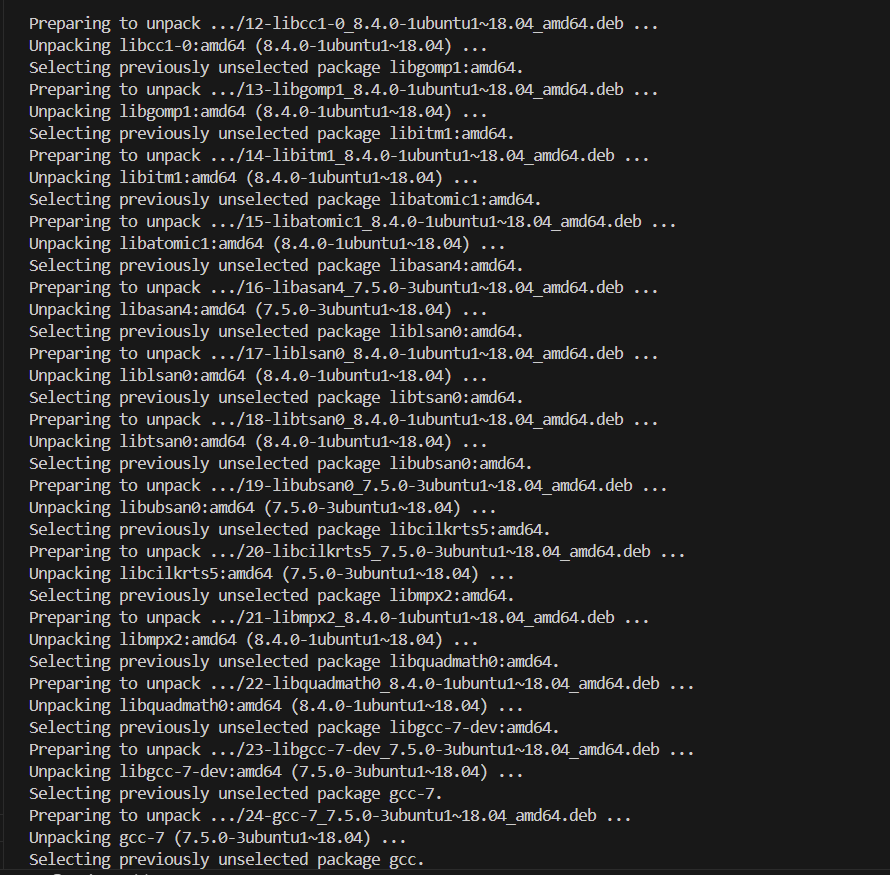 Preparing to unpack .../12-libcc1-0_8.4.0-1ubuntu1~18.04_amd64.deb ...
Unpacking libcc1-0:amd64 (8.4.0-1ubuntu1~18.04) ...
Selecting previously unselected package libgomp1:amd64.
Preparing to unpack .../13-libgomp1_8.4.0-1ubuntu1~18.04_amd64.deb ...
Unpacking libgomp1:amd64 (8.4.0-1ubuntu1~18.04) ...
Selecting previously unselected package libitm1:amd64.
Preparing to unpack .../14-libitm1_8.4.0-1ubuntu1~18.04_amd64.deb ...
Unpacking libitm1:amd64 (8.4.0-1ubuntu1~18.04) ...
Selecting previously unselected package libatomic1:amd64.
Preparing to unpack .../15-libatomic1_8.4.0-1ubuntu1~18.04_amd64.deb ...
Unpacking libatomic1:amd64 (8.4.0-1ubuntu1~18.04) ...
Selecting previously unselected package libasan4:amd64.
Preparing to unpack .../16-libasan4_7.5.0-3ubuntu1~18.04_amd64.deb ...
Unpacking libasan4:amd64 (7.5.0-3ubuntu1~18.04) ...
Selecting previously unselected package liblsan0:amd64.
Preparing to unpack .../17-liblsan0_8.4.0-1ubuntu1~18.04_amd64.deb ...
Unpacking liblsan0:amd64 (8.4.0-1ubuntu1~18.04) ...
Selecting previously unselected package libtsan0:amd64.
Preparing to unpack .../18-libtsan0_8.4.0-1ubuntu1~18.04_amd64.deb ...
Unpacking libtsan0:amd64 (8.4.0-1ubuntu1~18.04) ...
Selecting previously unselected package libubsan0:amd64.
Preparing to unpack .../19-libubsan0_7.5.0-3ubuntu1~18.04_amd64.deb ...
Unpacking libubsan0:amd64 (7.5.0-3ubuntu1~18.04) ...
Selecting previously unselected package libcilkrts5:amd64.
Preparing to unpack .../20-libcilkrts5_7.5.0-3ubuntu1~18.04_amd64.deb ...
Unpacking libcilkrts5:amd64 (7.5.0-3ubuntu1~18.04) ...
Selecting previously unselected package libmpx2:amd64.
Preparing to unpack .../21-libmpx2_8.4.0-1ubuntu1~18.04_amd64.deb ...
Unpacking libmpx2:amd64 (8.4.0-1ubuntu1~18.04) ...
Selecting previously unselected package libquadmath0:amd64.
Preparing to unpack .../22-libquadmath0_8.4.0-1ubuntu1~18.04_amd64.deb ...
Unpacking libquadmath0:amd64 (8.4.0-1ubuntu1~18.04) ...
Selecting previously unselected package libgcc-7-dev:amd64.
Preparing to unpack .../23-libgcc-7-dev_7.5.0-3ubuntu1~18.04_amd64.deb ...
Unpacking libgcc-7-dev:amd64 (7.5.0-3ubuntu1~18.04) ...
Selecting previously unselected package gcc-7.
Preparing to unpack .../24-gcc-7_7.5.0-3ubuntu1~18.04_amd64.deb ...
Unpacking gcc-7 (7.5.0-3ubuntu1~18.04) ...
Selecting previously unselected package gcc.